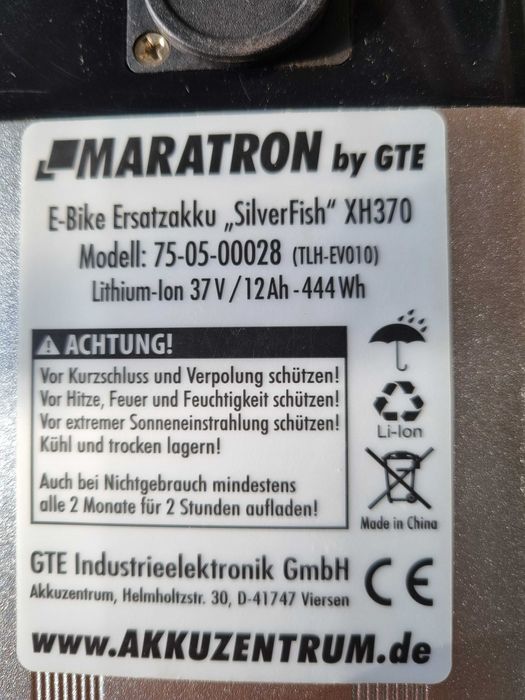 MARATRON by GTE
E-Bike Ersatzakku „SilverFish“ XH370
Modell: 75-05-00028 (TLH-EV010)
Lithium-Ion 37 V / 12 Ah - 444 Wh
ACHTUNG!
Vor Kurzschluss und Verpolung schützen!
Vor Hitze, Feuer und Feuchtigkeit schützen!
Vor extremer Sonneneinstrahlung schützen!
Kühl und trocken lagern!
Auch bei Nichtgebrauch mindestens
alle 2 Monate für 2 Stunden aufladen!
Li-Ion
Made in China
GTE Industrieelektronik GmbH
Akkuzentrum, Helmholtzstr. 30, D-41747 Viersen
CE
www.AKKUZENTRUM.de